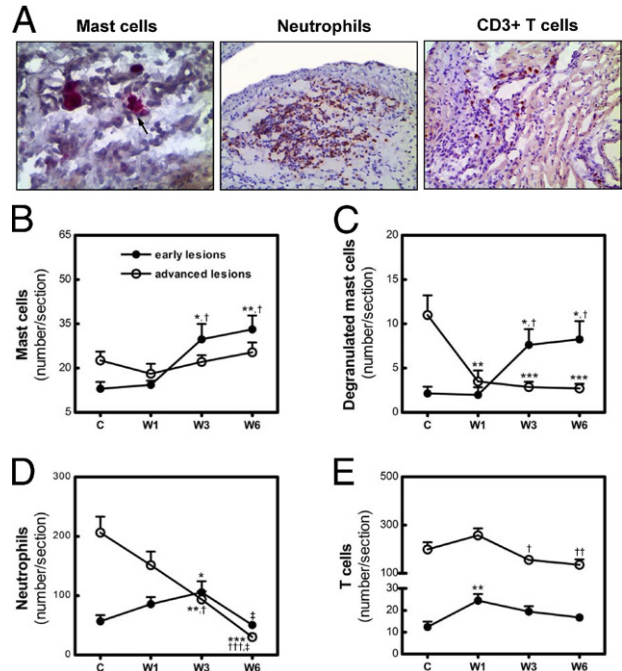 A
Mast cells
Neutrophils
CD3+ T cells
B
65
50
35
20
5
Mast cells
(number/section)
early lesions
advanced lesions
*,†
**,†
C
W1
W3
W6
C
20
15
10
5
0
Degranulated mast cells
(number/section)
**
*,†
***
*,†
***
C
W1
W3
W6
D
300
200
100
0
Neutrophils
(number/section)
*
**,†
‡
***
†††,‡
C
W1
W3
W6
E
500
300
100
30
20
10
0
T cells
(number/section)
**
†
††
C
W1
W3
W6